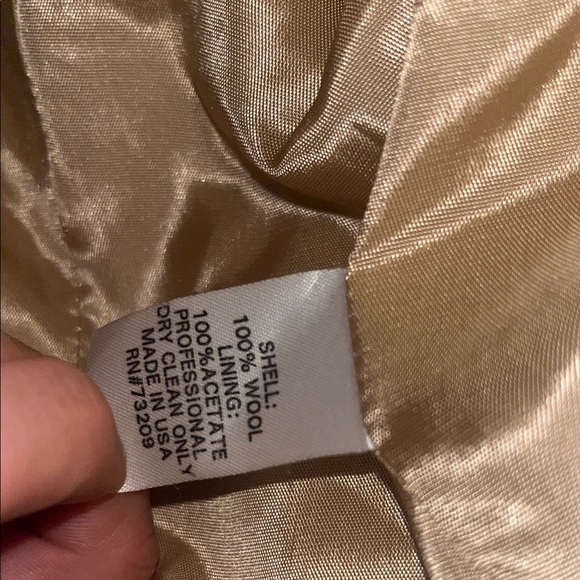 SHELL:
100% WOOL
LINING:
100%ACETATE
PROFESSIONAL
DRY CLEAN ONLY
MADE IN USA
RN#73209